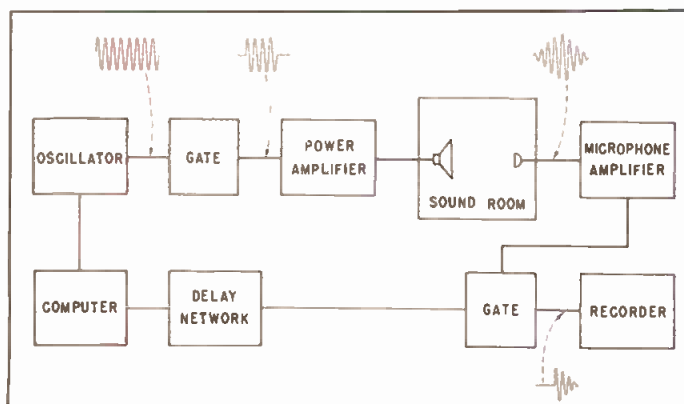 OSCILLATOR
GATE
POWER
AMPLIFIER
SOUND ROOM
MICROPHONE
AMPLIFIER
COMPUTER
DELAY
NETWORK
GATE
RECORDER